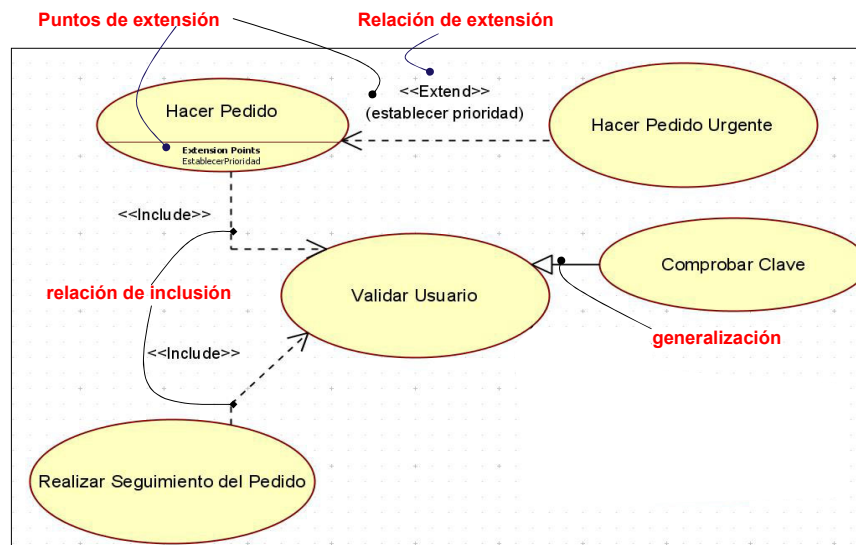 Puntos de extensión
Relación de extensión
<<Extend>>
(establecer prioridad)
Hacer Pedido
Extension Points
EstablecerPrioridad
Hacer Pedido Urgente
<<Include>>
Validar Usuario
Comprobar Clave
relación de inclusión
generalización
<<Include>>
Realizar Seguimiento del Pedido